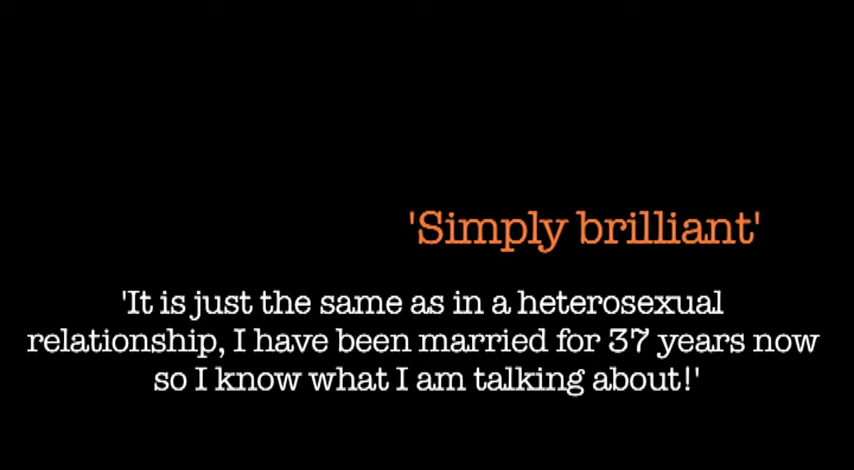 'Simply brilliant'
'It is just the same as in a heterosexual
relationship, I have been married for 37 years now
so I know what I am talking about!'